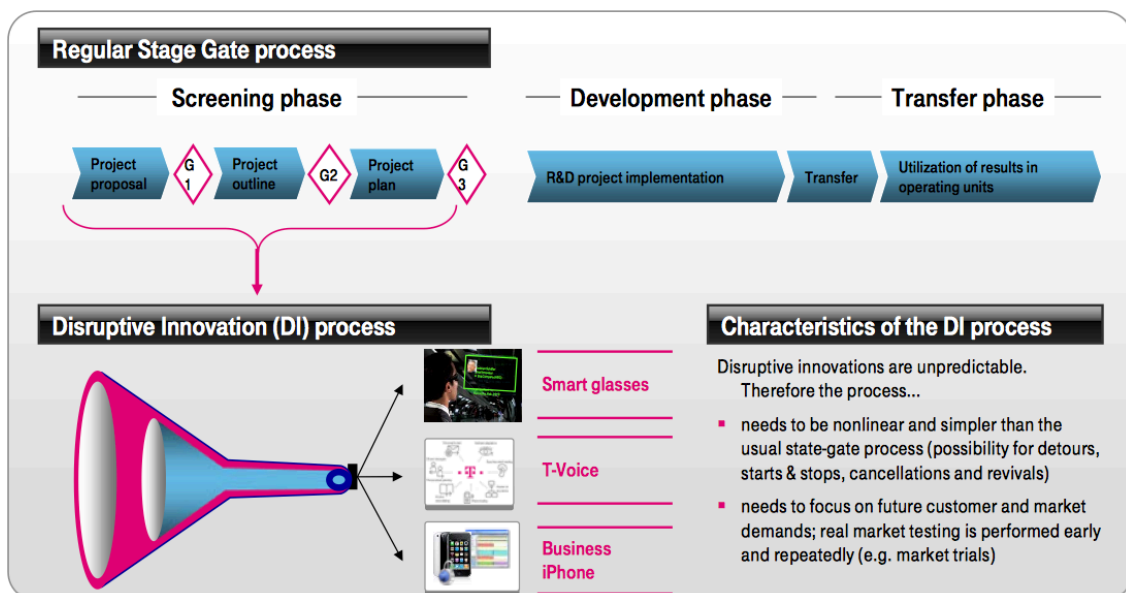 Regular Stage Gate process
Screening phase
Development phase
Transfer phase
Project
proposal
G
1
Project
outline
G2
Project
plan
G
3
R&D project implementation
Transfer
Utilization of results in
operating units
Disruptive Innovation (DI) process
Smart glasses
T-Voice
Business
iPhone
Characteristics of the DI process
Disruptive innovations are unpredictable.
Therefore the process...
▪ needs to be nonlinear and simpler than the
usual state-gate process (possibility for detours,
starts & stops, cancellations and revivals)
▪ needs to focus on future customer and market
demands; real market testing is performed early
and repeatedly (e.g. market trials)